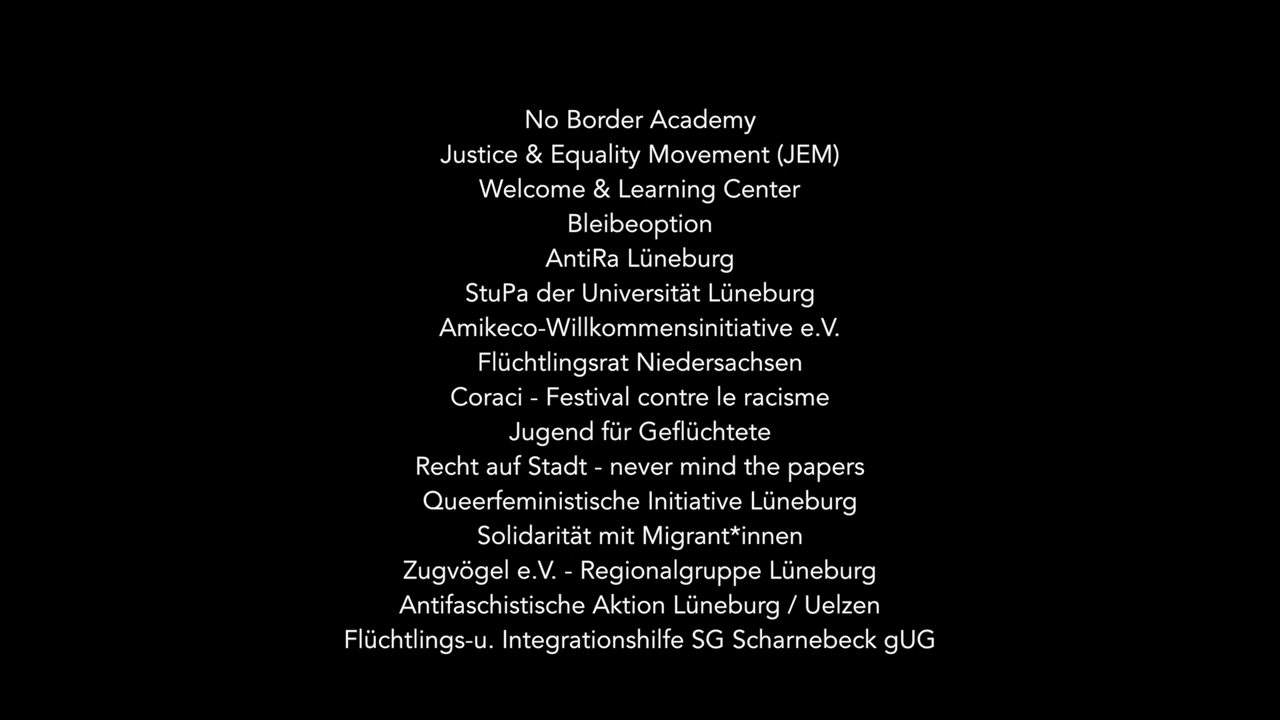 No Border Academy
Justice & Equality Movement (JEM)
Welcome & Learning Center
Bleibeoption
AntiRa Lüneburg
StuPa der Universität Lüneburg
Amikeco-Willkommensinitiative e.V.
Flüchtlingsrat Niedersachsen
Coraci - Festival contre le racisme
Jugend für Geflüchtete
Recht auf Stadt - never mind the papers
Queerfeministische Initiative Lüneburg
Solidarität mit Migrant*innen
Zugvögel e.V. - Regionalgruppe Lüneburg
Antifaschistische Aktion Lüneburg / Uelzen
Flüchtlings-u. Integrationshilfe SG Scharnebeck gUG